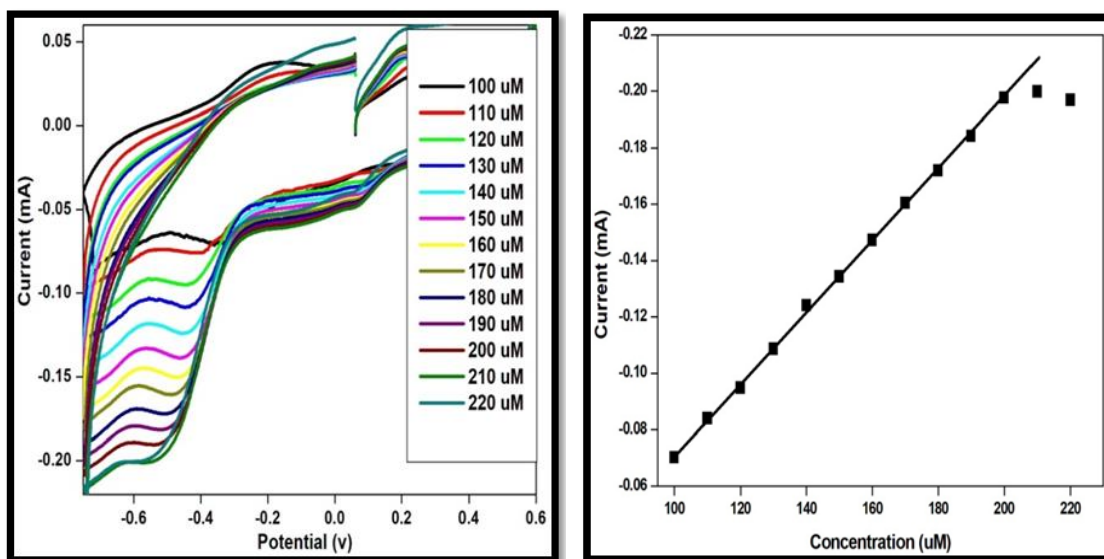 0.05
0.00
-0.05
-0.10
-0.15
-0.20
Current (mA)
-0.6
-0.4
-0.2
0.0
0.2
0.4
0.6
Potential (v)
100 uM
110 uM
120 uM
130 uM
140 uM
150 uM
160 uM
170 uM
180 uM
190 uM
200 uM
210 uM
220 uM
-0.22
-0.20
-0.18
-0.16
-0.14
-0.12
-0.10
-0.08
-0.06
Current (mA)
100
120
140
160
180
200
220
Concentration (uM)